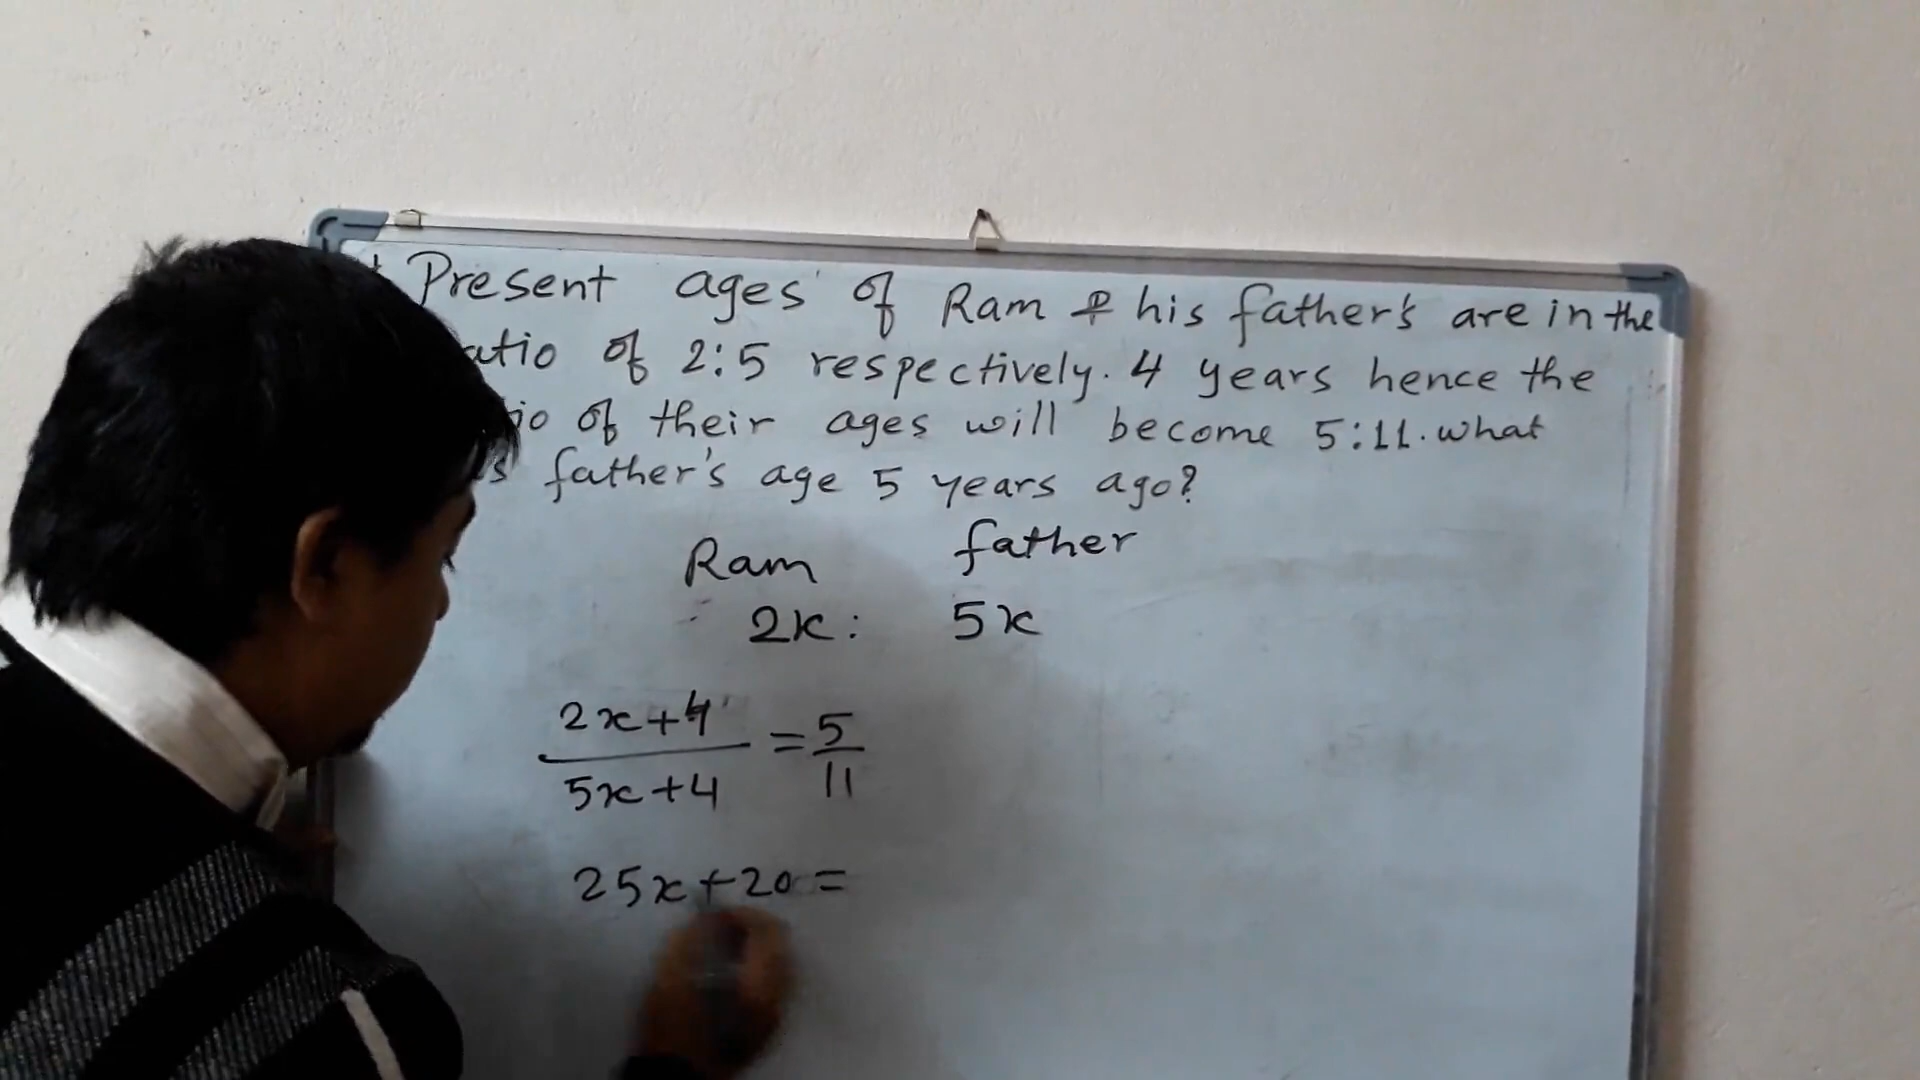 Present ages of Ram & his father's are in the
atio of 2:5 respectively. 4 years hence the
io of their ages will become 5:11. what
s father's age 5 years ago?
Ram father
2x : 5x
2x+4 = 5
5x+4 11
25x+20=